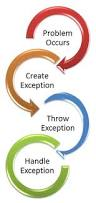 Problem
Occurs
Create
Exception
Throw
Exception
Handle
Exception